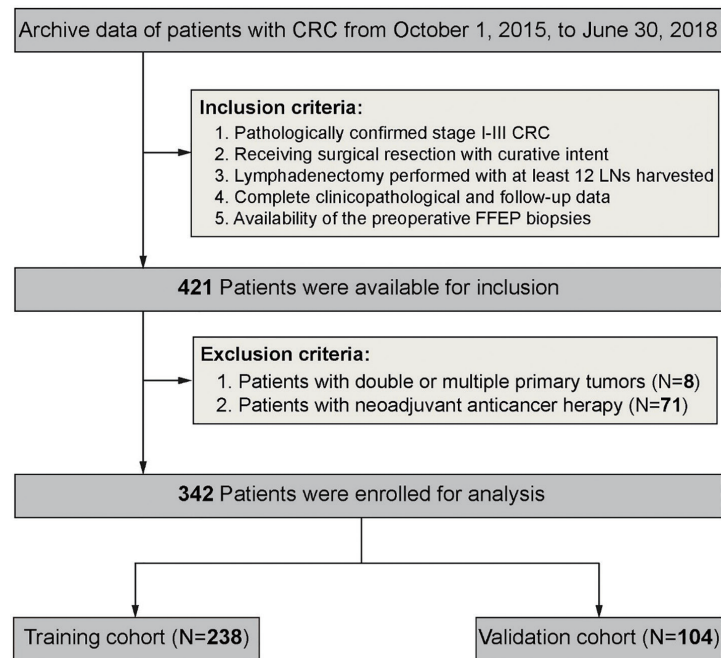 Archive data of patients with CRC from October 1, 2015, to June 30, 2018
Inclusion criteria:
1. Pathologically confirmed stage I-III CRC
2. Receiving surgical resection with curative intent
3. Lymphadenectomy performed with at least 12 LNs harvested
4. Complete clinicopathological and follow-up data
5. Availability of the preoperative FFEP biopsies
421 Patients were available for inclusion
Exclusion criteria:
1. Patients with double or multiple primary tumors (N=8)
2. Patients with neoadjuvant anticancer herapy (N=71)
342 Patients were enrolled for analysis
Training cohort (N=238)
Validation cohort (N=104)